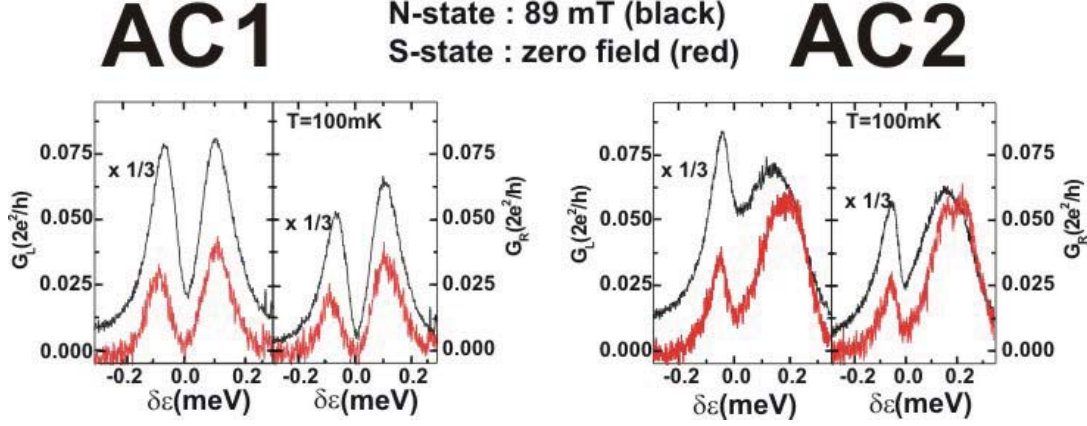 AC1
N-state : 89 mT (black)
S-state : zero field (red)
AC2
T=100mK
x 1/3
x 1/3
0.075
0.050
0.025
0.000
G_L(2e²/h)
0.075
0.050
0.025
0.000
G_R(2e²/h)
-0.2 0.0 0.2
-0.2 0.0 0.2
δε(meV)
δε(meV)
T=100mK
x 1/3
x 1/3
0.075
0.050
0.025
0.000
G_L(2e²/h)
0.075
0.050
0.025
0.000
G_R(2e²/h)
-0.2 0.0 0.2
-0.2 0.0 0.2
δε(meV)
δε(meV)